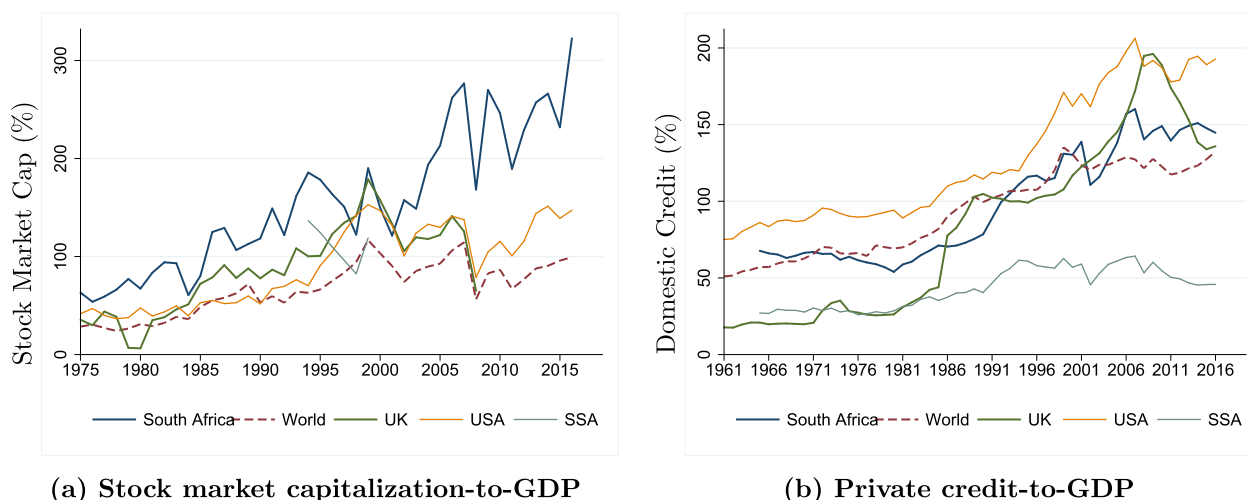 Stock Market Cap (%)
300
200
100
0
1975 1980 1985 1990 1995 2000 2005 2010 2015
South Africa World UK USA SSA
(a) Stock market capitalization-to-GDP
Domestic Credit (%)
200
150
100
50
0
1961 1966 1971 1976 1981 1986 1991 1996 2001 2006 2011 2016
South Africa World UK USA SSA
(b) Private credit-to-GDP